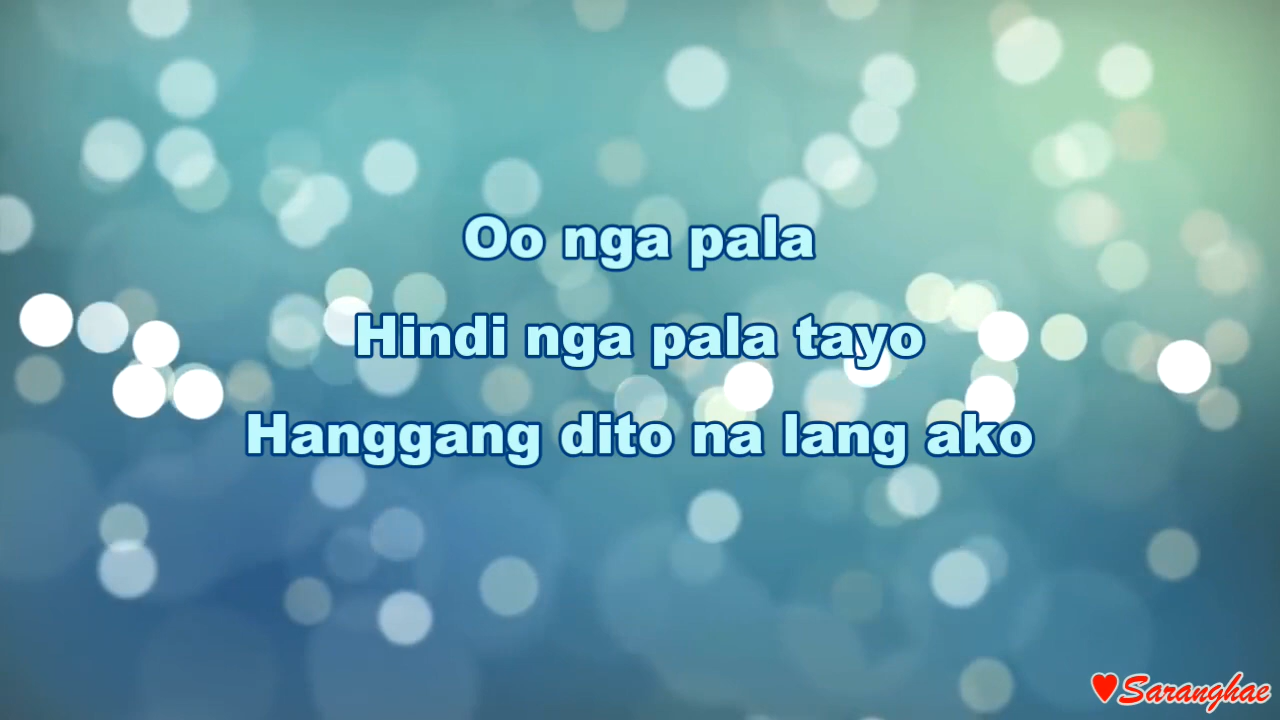 Oo nga pala
Hindi nga pala tayo
Hanggang dito na lang ako
♥Saranghae